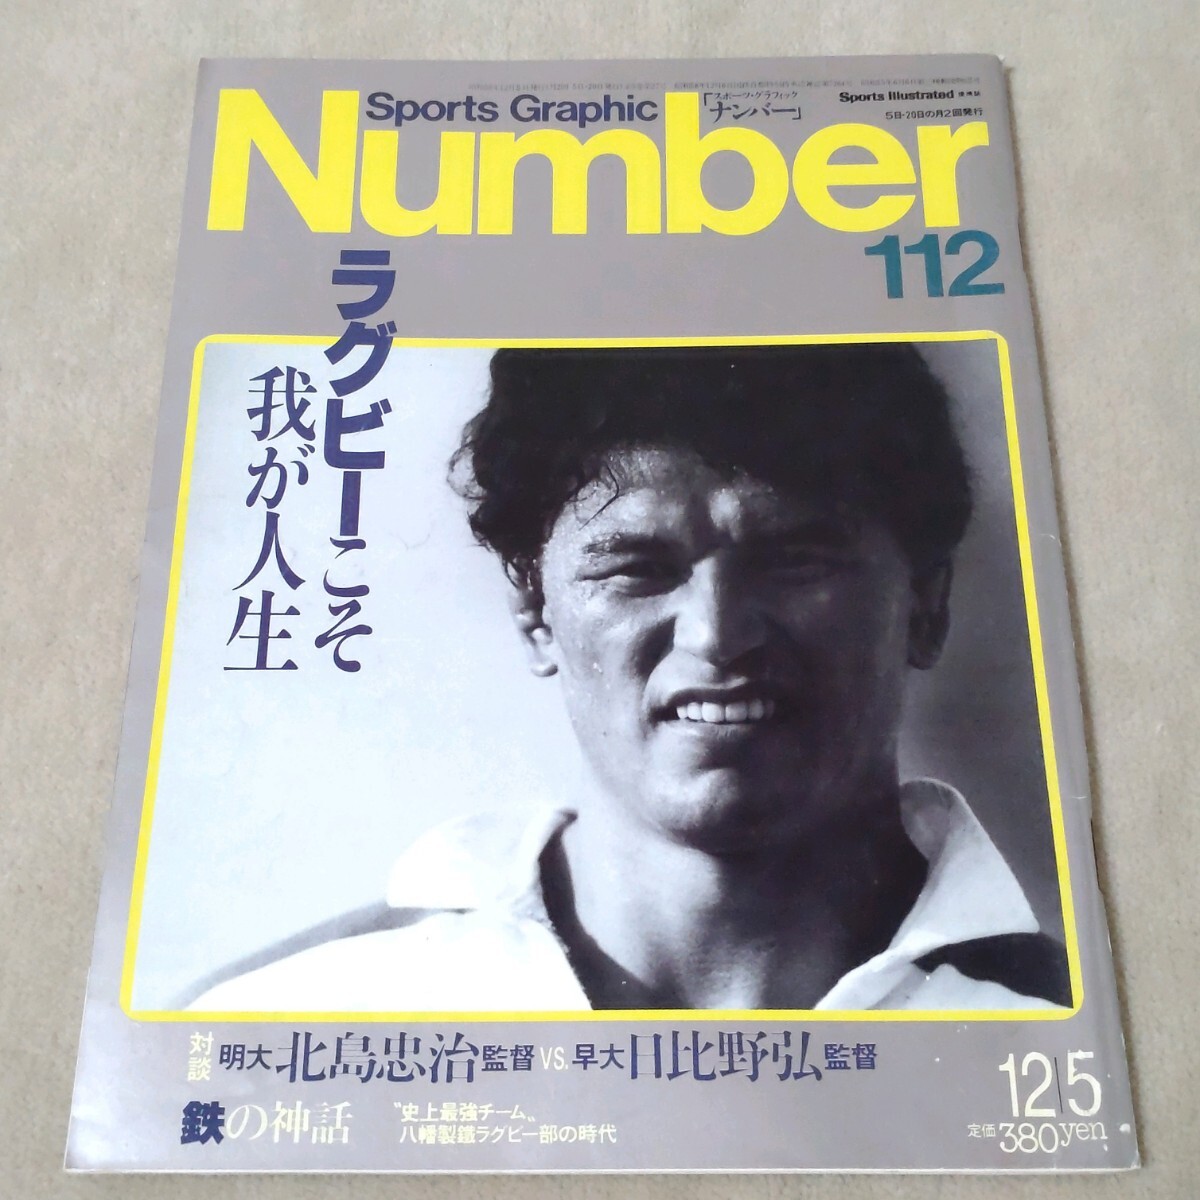 Sports Graphic
「スポーツ・グラフィック
ナンバー」
Sports Illustrated 提携誌
5日・20日の月2回発行
Number
112
ラグビーこそ
我が人生
対談 明大 北島忠治 監督 VS. 早大 日比野弘 監督
鉄の神話
〝史上最強チーム〟
八幡製鐵ラグビー部の時代
12/5
定価380yen